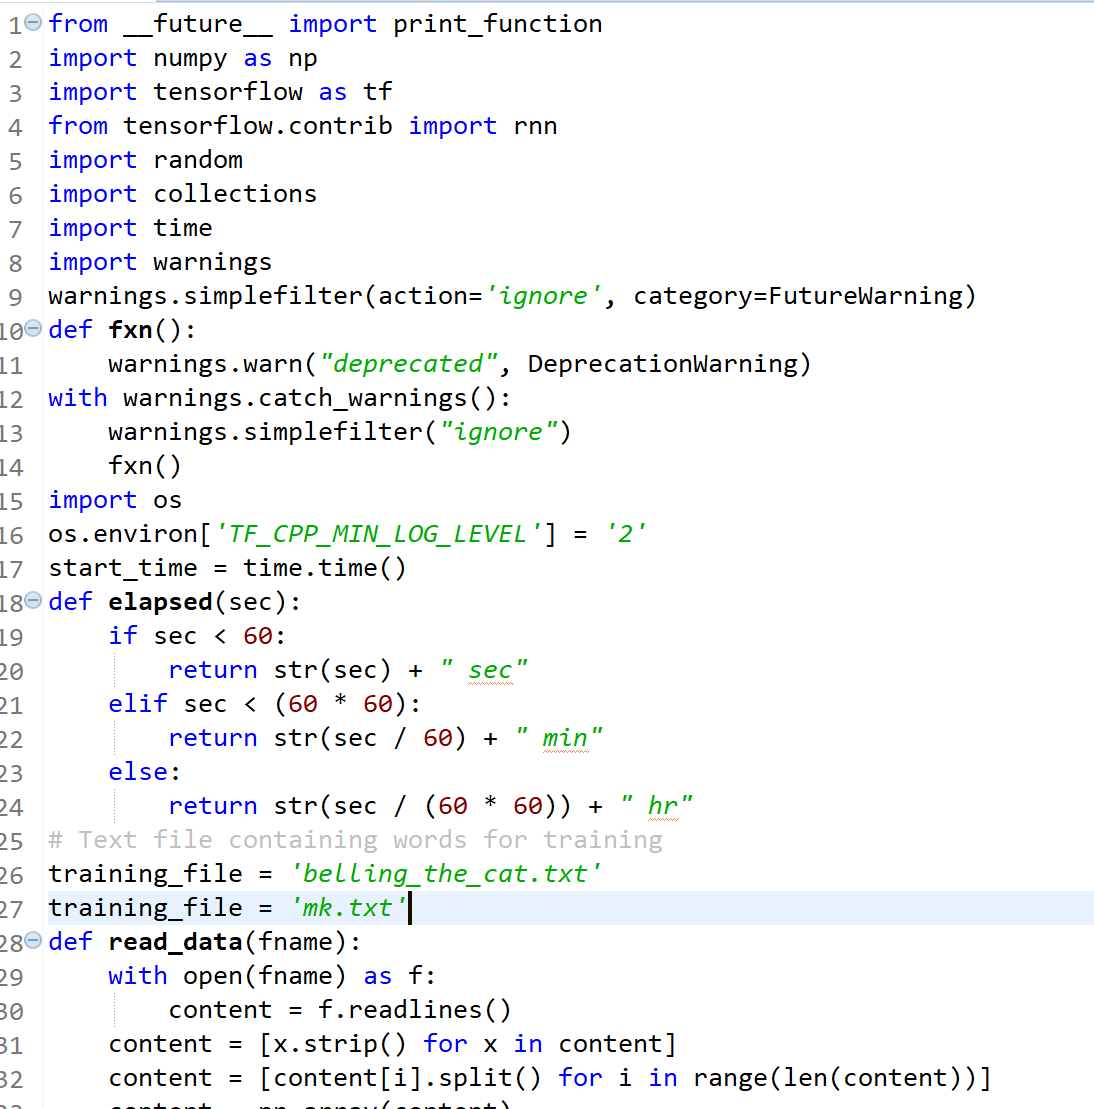 1 from __future__ import print_function
2 import numpy as np
3 import tensorflow as tf
4 from tensorflow.contrib import rnn
5 import random
6 import collections
7 import time
8 import warnings
9 warnings.simplefilter(action='ignore', category=FutureWarning)
10 def fxn():
11     warnings.warn("deprecated", DeprecationWarning)
12 with warnings.catch_warnings():
13     warnings.simplefilter("ignore")
14     fxn()
15 import os
16 os.environ['TF_CPP_MIN_LOG_LEVEL'] = '2'
17 start_time = time.time()
18 def elapsed(sec):
19     if sec < 60:
20         return str(sec) + " sec"
21     elif sec < (60 * 60):
22         return str(sec / 60) + " min"
23     else:
24         return str(sec / (60 * 60)) + " hr"
25 # Text file containing words for training
26 training_file = 'belling_the_cat.txt'
27 training_file = 'mk.txt'
28 def read_data(fname):
29     with open(fname) as f:
30         content = f.readlines()
31     content = [x.strip() for x in content]
32     content = [content[i].split() for i in range(len(content))]